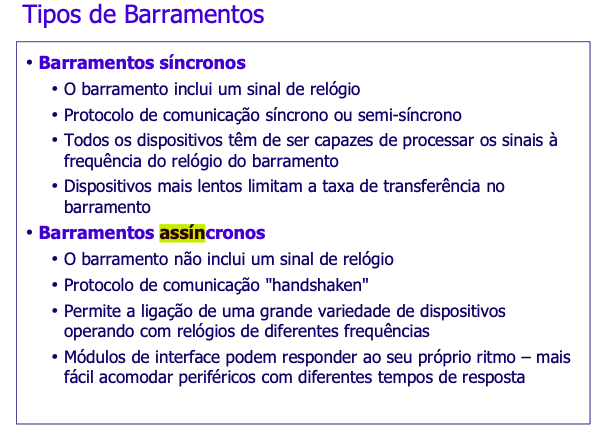 Tipos de Barramentos
• Barramentos síncronos
• O barramento inclui um sinal de relógio
• Protocolo de comunicação síncrono ou semi-síncrono
• Todos os dispositivos têm de ser capazes de processar os sinais à
frequência do relógio do barramento
• Dispositivos mais lentos limitam a taxa de transferência no
barramento
• Barramentos assíncronos
• O barramento não inclui um sinal de relógio
• Protocolo de comunicação "handshaken"
• Permite a ligação de uma grande variedade de dispositivos
operando com relógios de diferentes frequências
• Módulos de interface podem responder ao seu próprio ritmo – mais
fácil acomodar periféricos com diferentes tempos de resposta